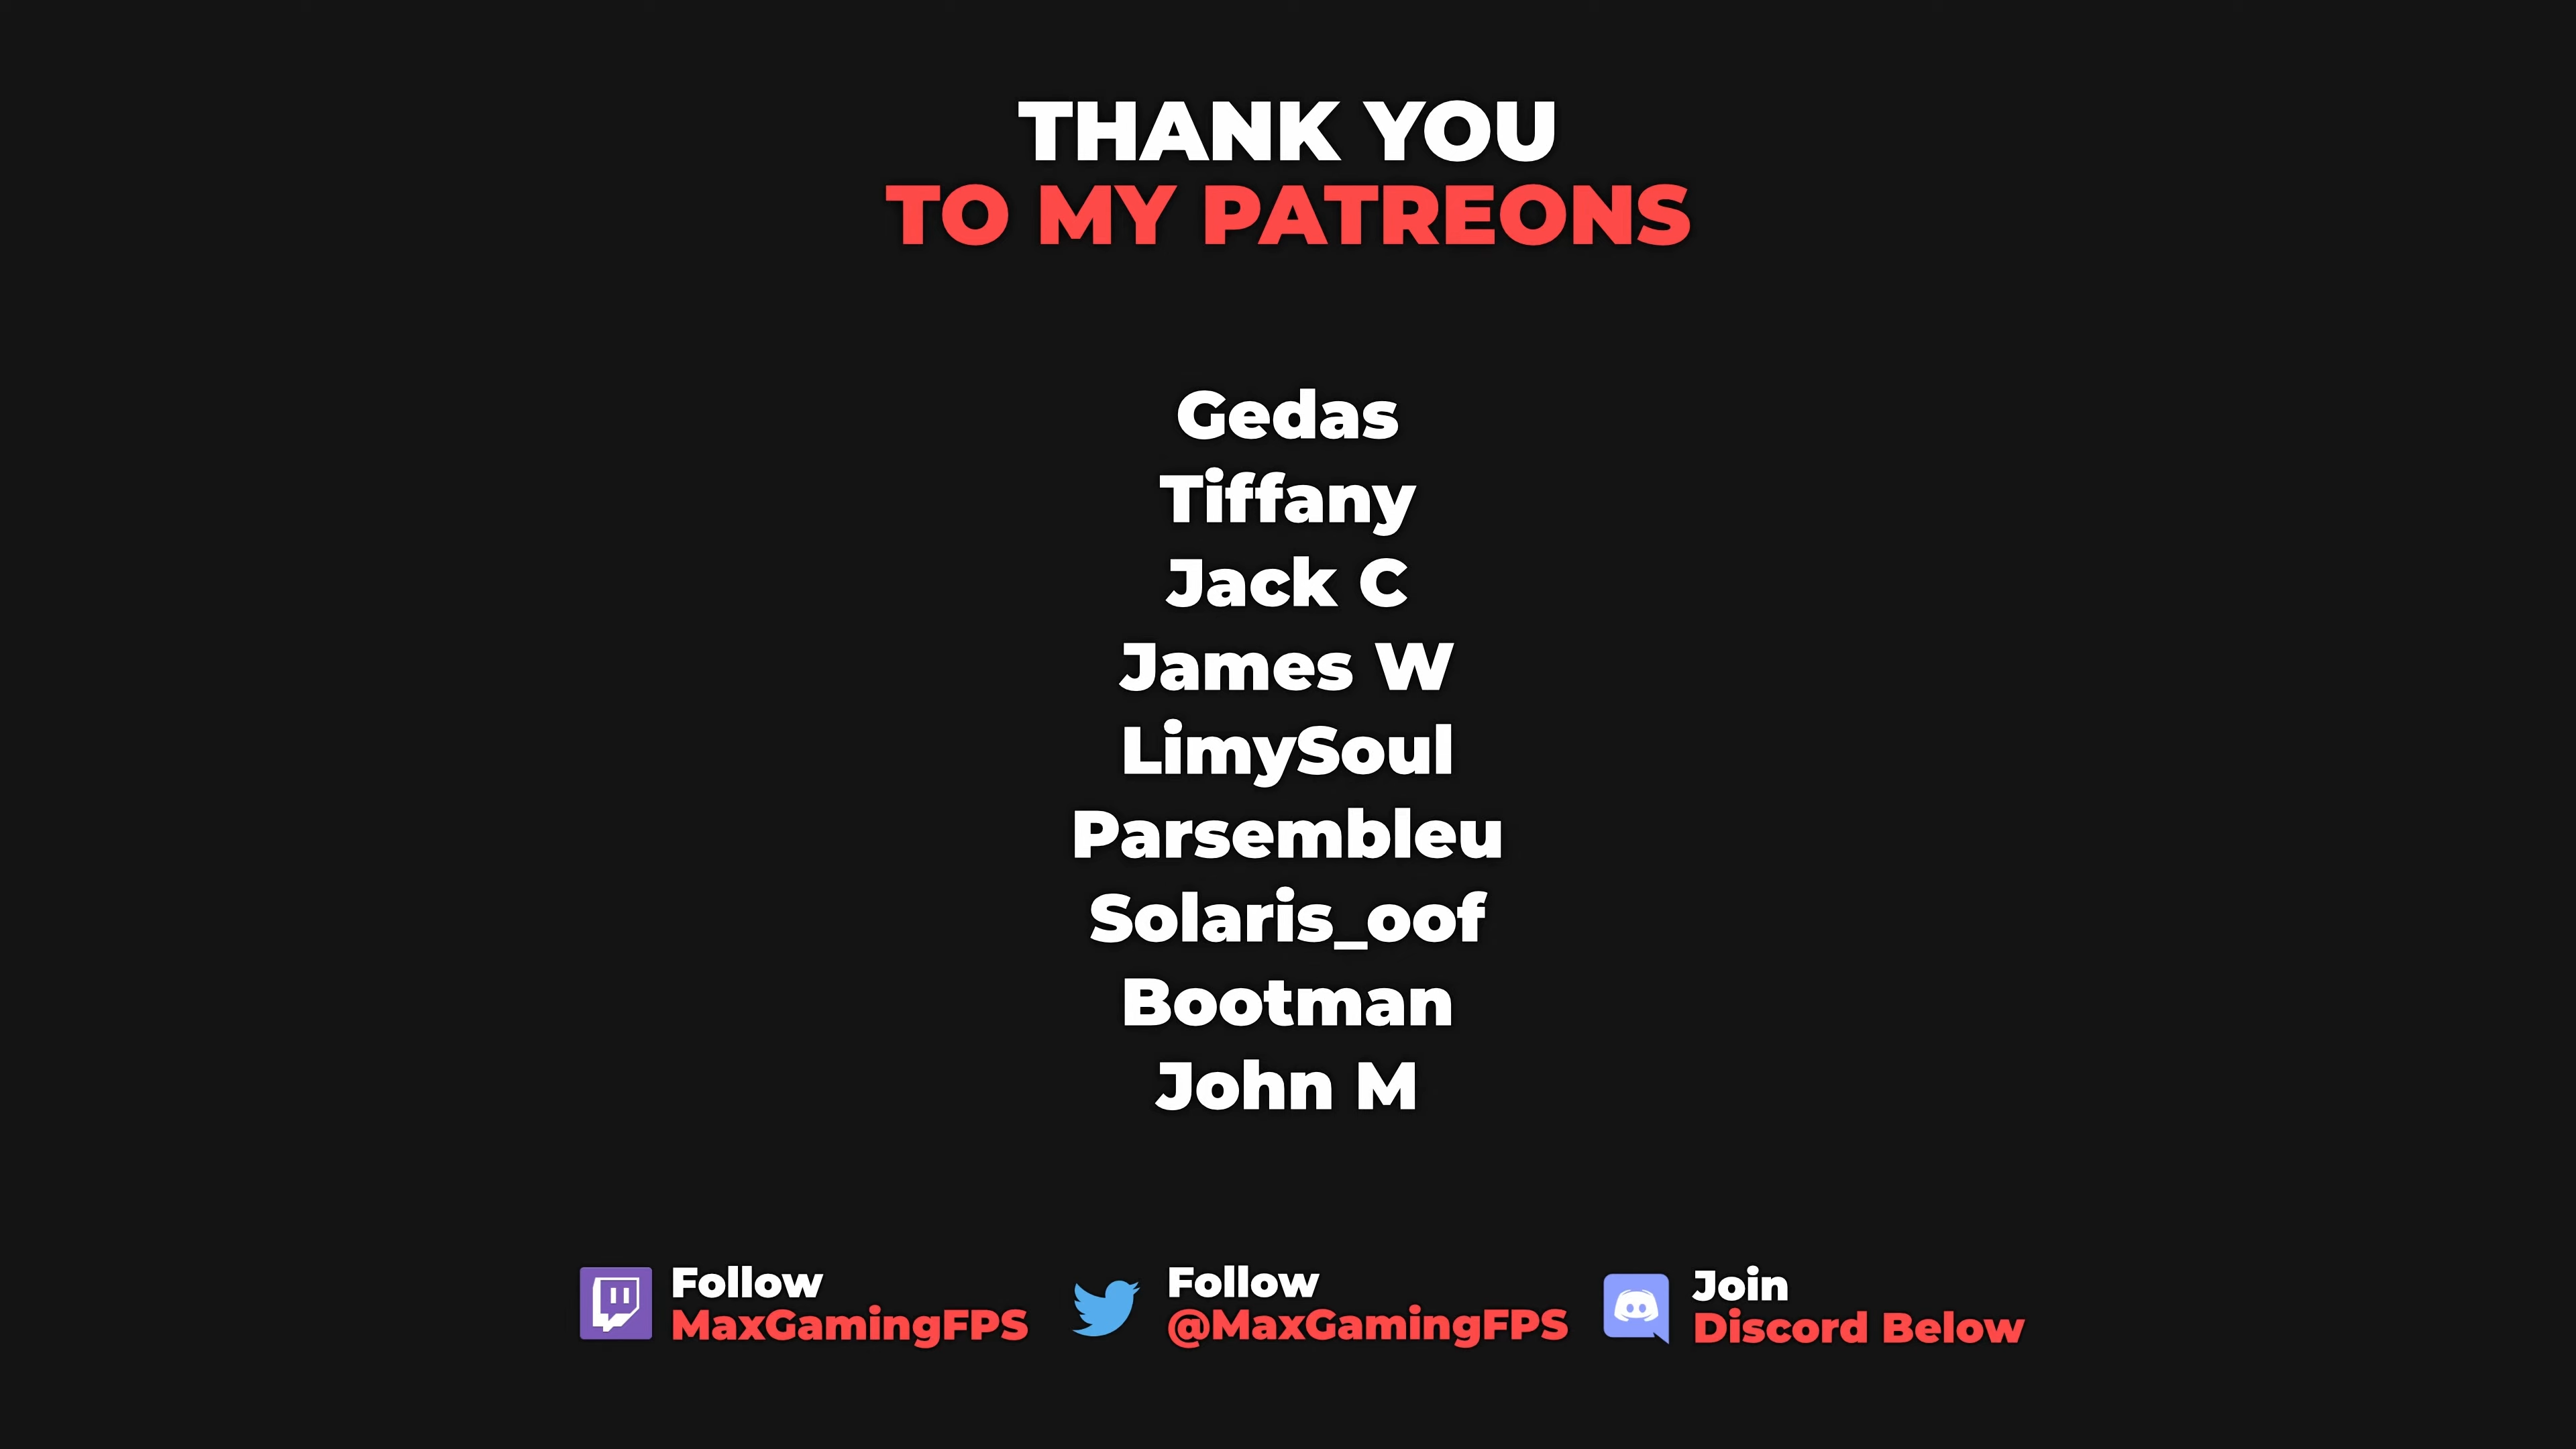 THANK YOU
TO MY PATREONS
Gedas
Tiffany
Jack C
James W
LimySoul
Parsembleu
Solaris_oof
Bootman
John M
Follow
MaxGamingFPS
Follow
@MaxGamingFPS
Join
Discord Below